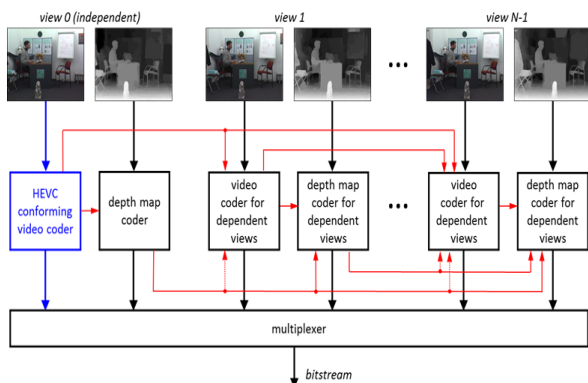 view 0 (independent)
view 1
view N-1
HEVC
conforming
video coder
depth map
coder
video
coder for
dependent
views
depth map
coder for
dependent
views
video
coder for
dependent
views
depth map
coder for
dependent
views
multiplexer
bitstream